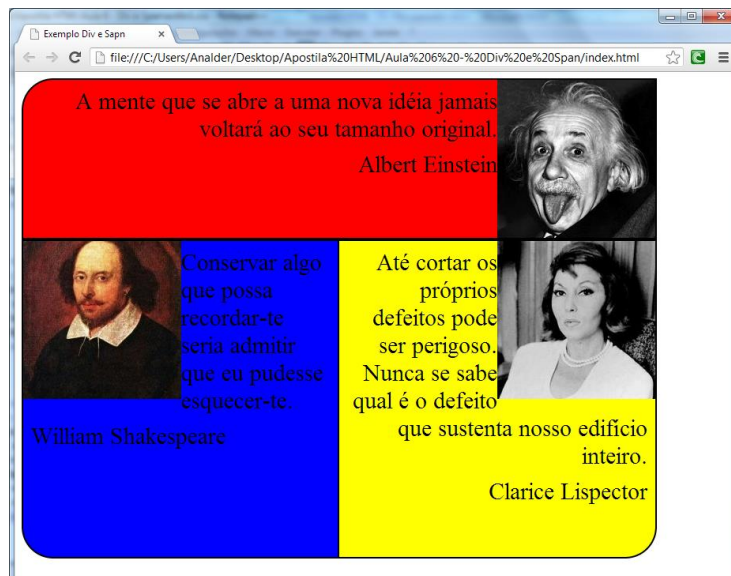 Exemplo Div e Sapn
file:///C:/Users/Analder/Desktop/Apostila%20HTML/Aula%206%20-%20Div%20e%20Span/index.html
A mente que se abre a uma nova idéia jamais
voltará ao seu tamanho original.
Albert Einstein
Conservar algo
que possa
recordar-te
seria admitir
que eu pudesse
esquecer-te.
William Shakespeare
Até cortar os
próprios
defeitos pode
ser perigoso.
Nunca se sabe
qual é o defeito
que sustenta nosso edifício
inteiro.
Clarice Lispector